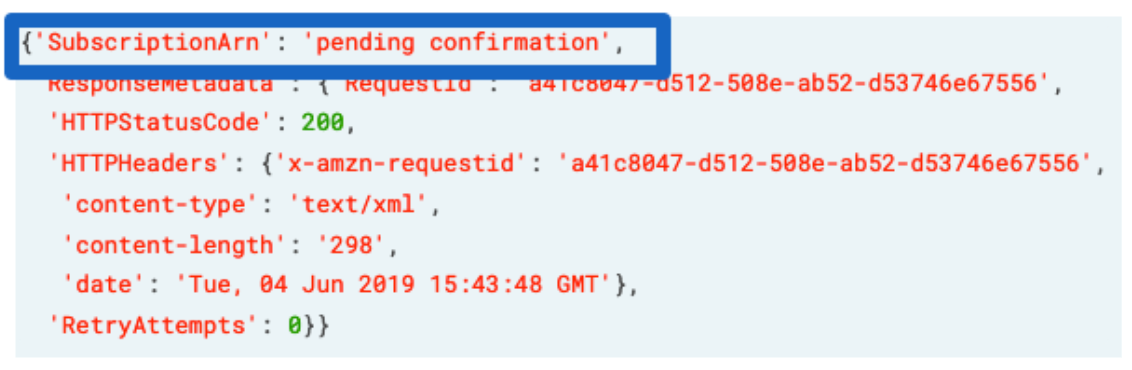 {'SubscriptionArn': 'pending confirmation',
'ResponseMetadata': {'RequestId': 'a41c8047-d512-508e-ab52-d53746e67556',
'HTTPStatusCode': 200,
'HTTPHeaders': {'x-amzn-requestid': 'a41c8047-d512-508e-ab52-d53746e67556',
'content-type': 'text/xml',
'content-length': '298',
'date': 'Tue, 04 Jun 2019 15:43:48 GMT'},
'RetryAttempts': 0}}